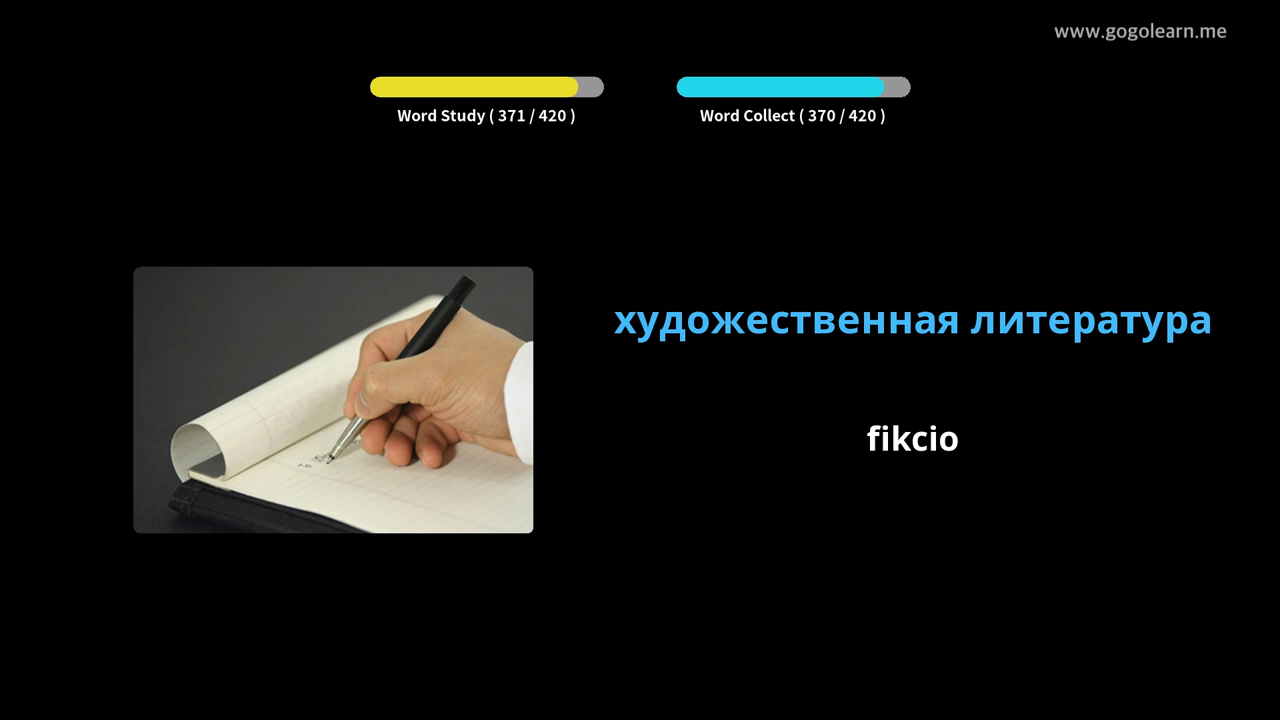 www.gogolearn.me
Word Study ( 371 / 420 )
Word Collect ( 370 / 420 )
художественная литература
fikcio